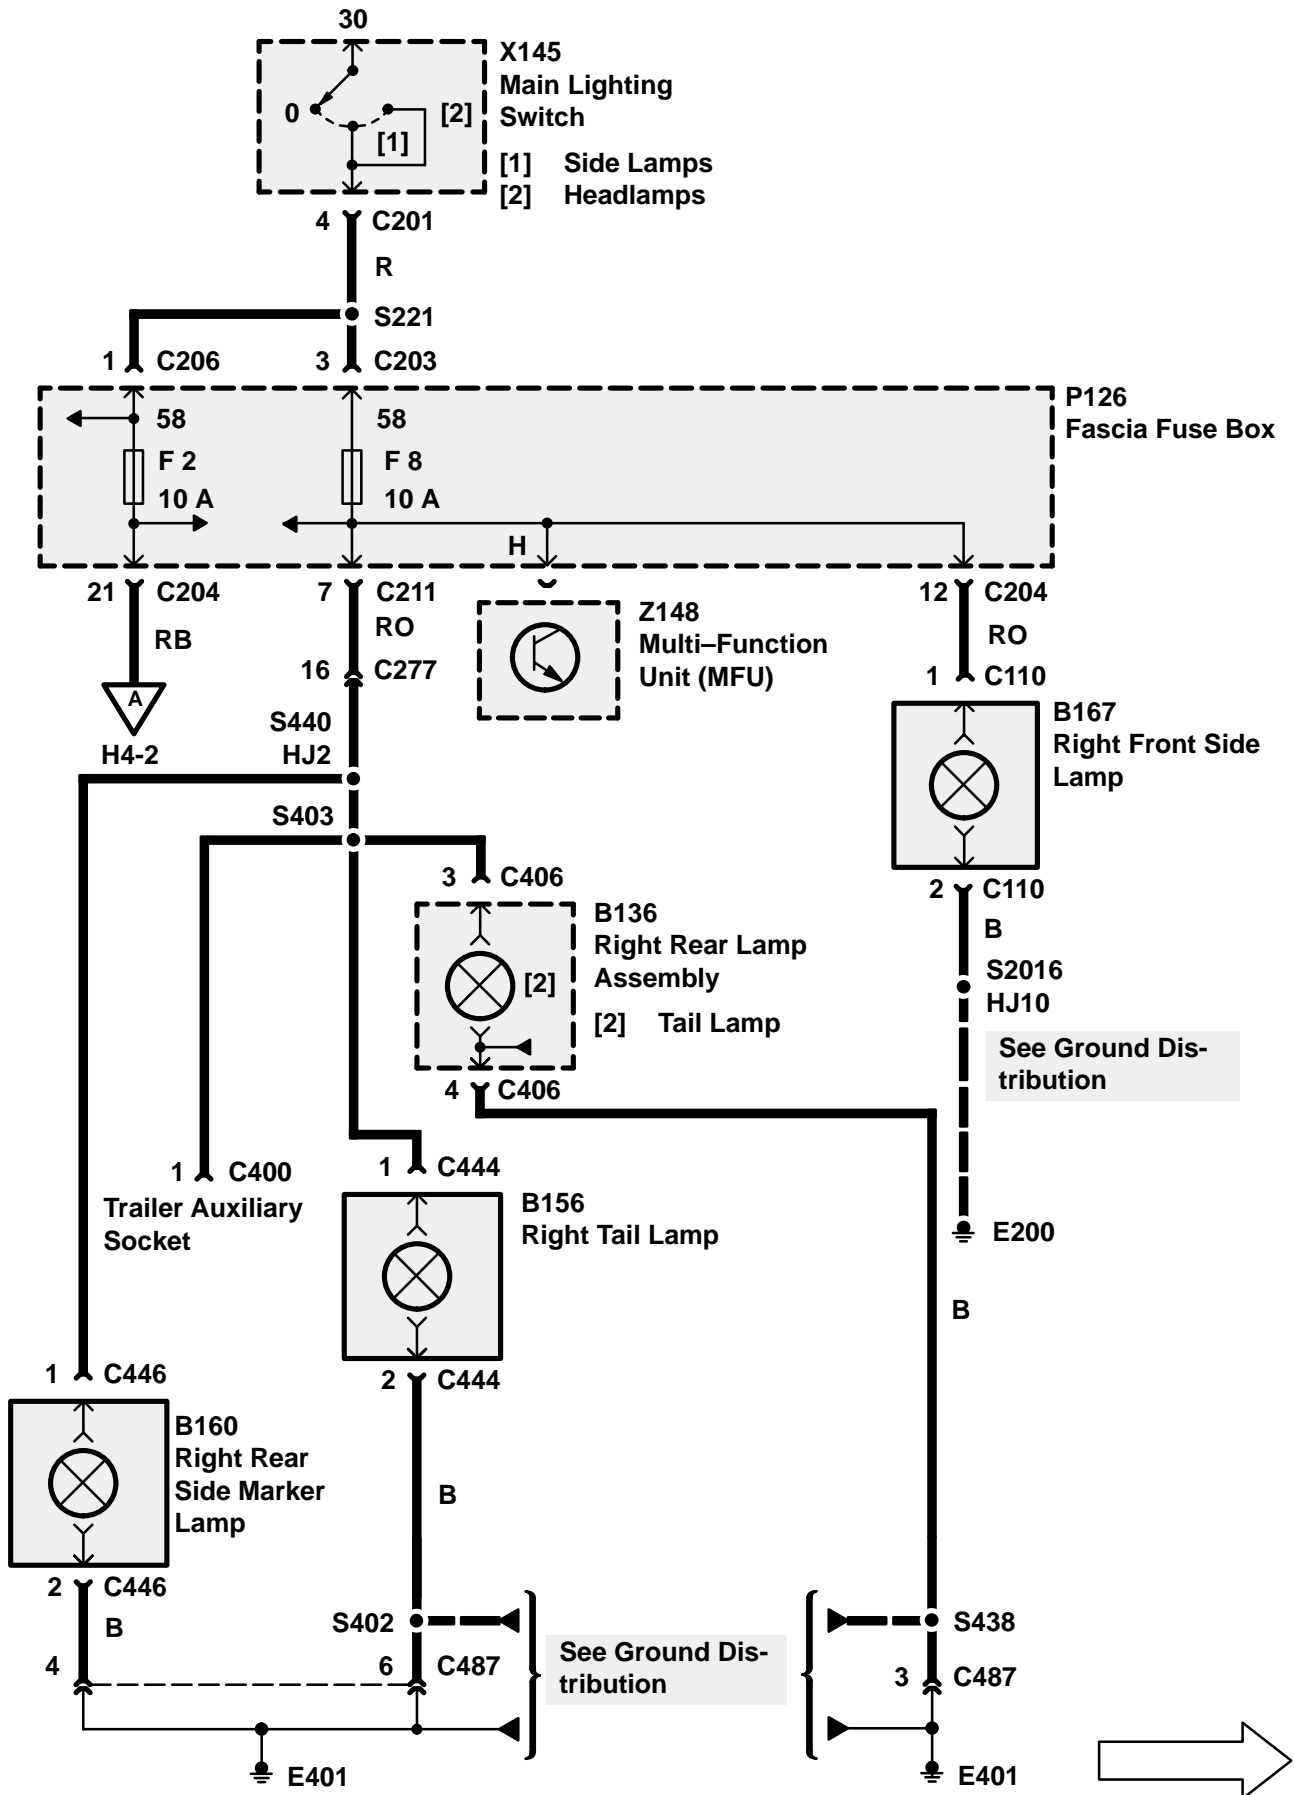 30
X145
Main Lighting
Switch
0
[1]
[2]
[1] Side Lamps
[2] Headlamps
4 C201
R
S221
1 C206
3 C203
P126
Fascia Fuse Box
58
58
F 2
F 8
10 A
10 A
H
21 C204
7 C211
12 C204
RB
RO
RO
Z148
Multi–Function
Unit (MFU)
16 C277
1 C110
A
H4-2
S440
HJ2
B167
Right Front Side
Lamp
S403
3 C406
2 C110
B136
Right Rear Lamp
Assembly
[2]
[2] Tail Lamp
B
S2016
HJ10
See Ground Dis-
tribution
4 C406
1 C400
Trailer Auxiliary
Socket
1 C444
B156
Right Tail Lamp
E200
B
1 C446
2 C444
B160
Right Rear
Side Marker
Lamp
B
2 C446
B
S402
S438
See Ground Dis-
tribution
4
6 C487
3 C487
E401
E401